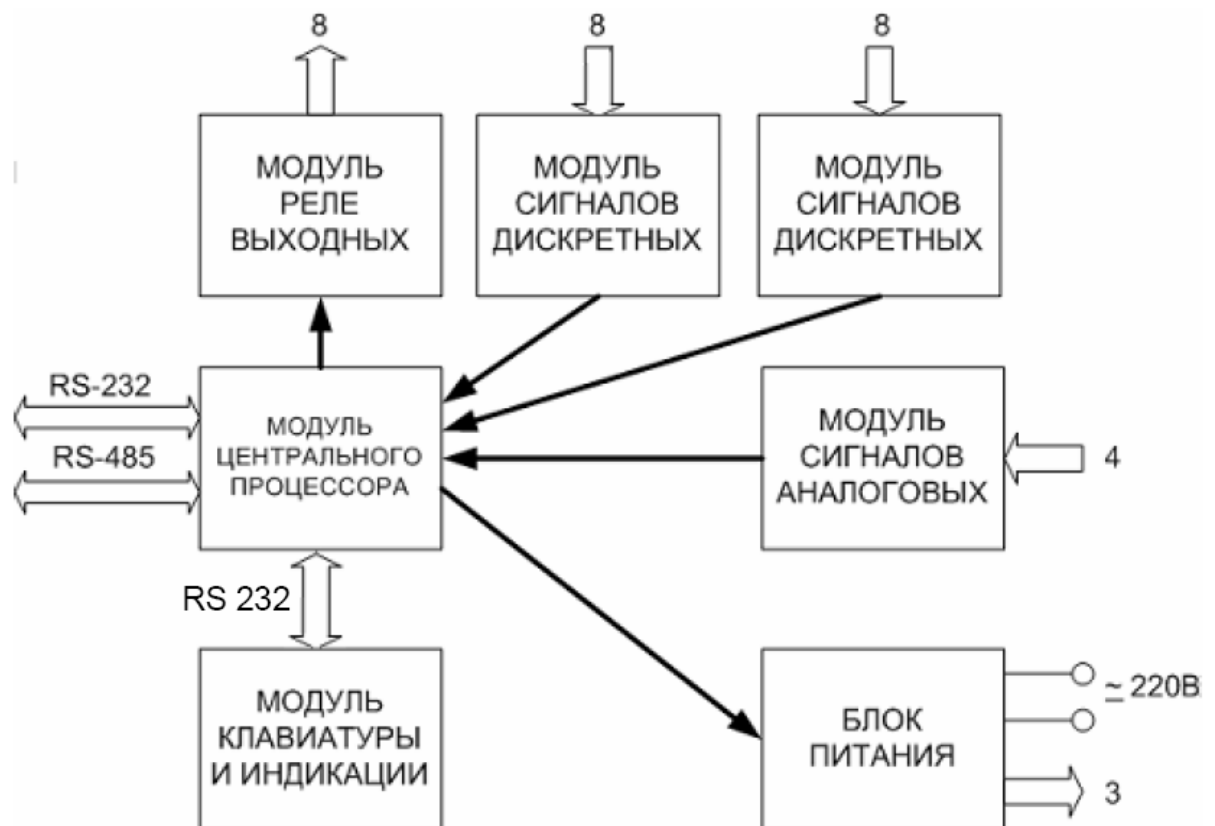 8
8
8
МОДУЛЬ
РЕЛЕ
ВЫХОДНЫХ
МОДУЛЬ
СИГНАЛОВ
ДИСКРЕТНЫХ
МОДУЛЬ
СИГНАЛОВ
ДИСКРЕТНЫХ
RS-232
RS-485
МОДУЛЬ
ЦЕНТРАЛЬНОГО
ПРОЦЕССОРА
МОДУЛЬ
СИГНАЛОВ
АНАЛОГОВЫХ
4
RS 232
МОДУЛЬ
КЛАВИАТУРЫ
И ИНДИКАЦИИ
БЛОК
ПИТАНИЯ
≃ 220В
3